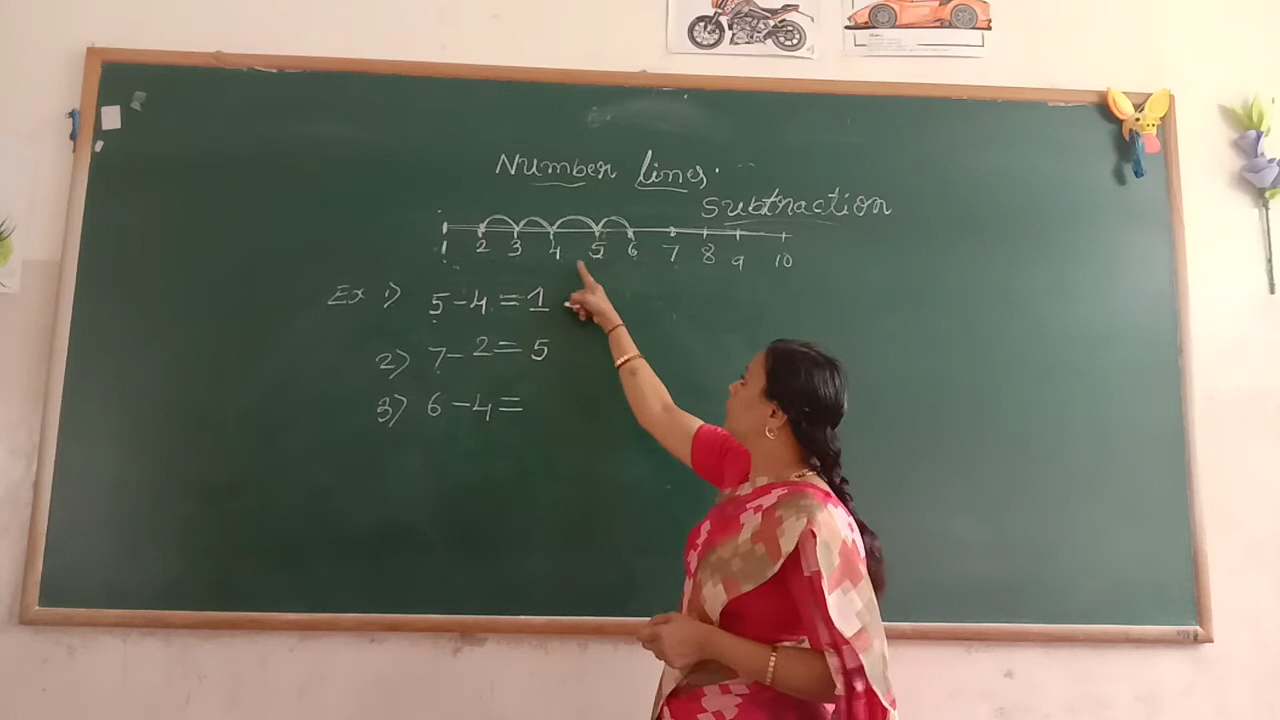 Number lines.
Subtraction
1 2 3 4 5 6 7 8 9 10
Ex 1) 5 - 4 = 1
2) 7 - 2 = 5
3) 6 - 4 =